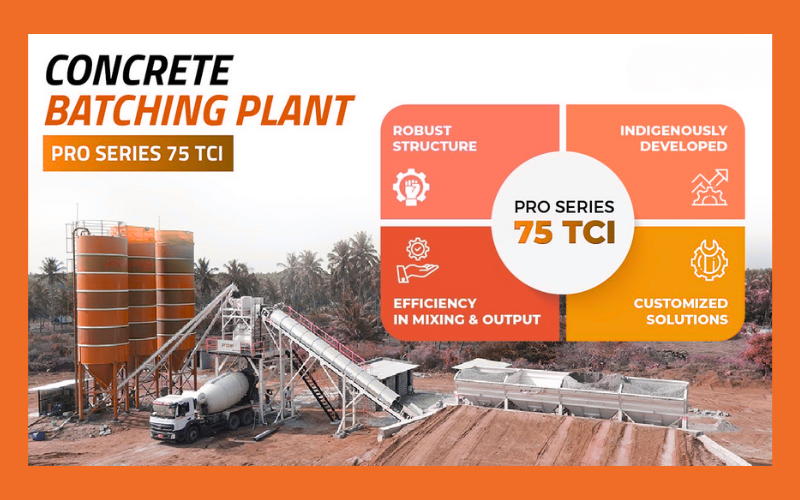 CONCRETE
BATCHING PLANT
PRO SERIES 75 TCI
ROBUST
STRUCTURE
INDIGENOUSLY
DEVELOPED
PRO SERIES
75 TCI
EFFICIENCY
IN MIXING & OUTPUT
CUSTOMIZED
SOLUTIONS